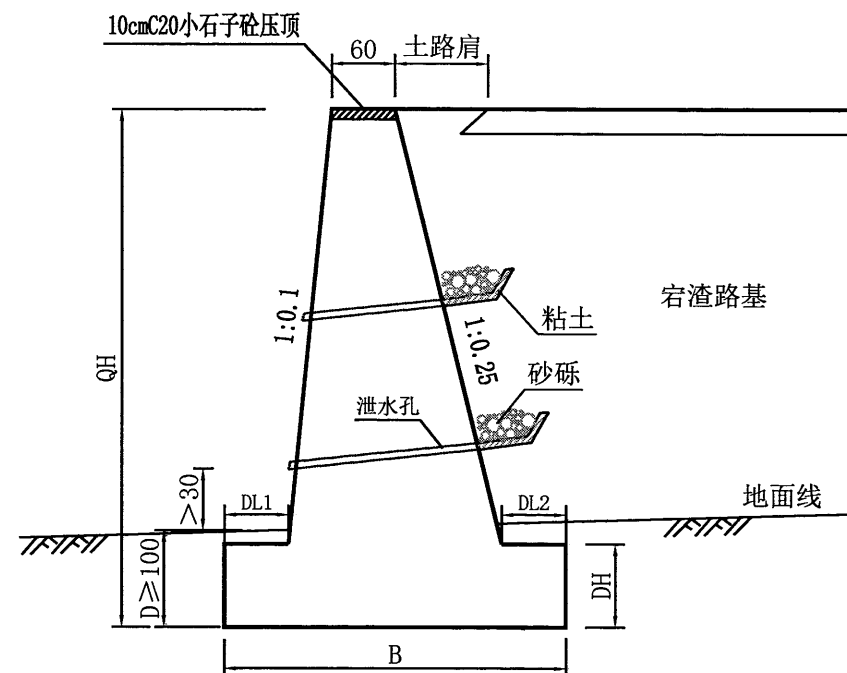 10cmC20小石子砼压顶
60
土路肩
宕渣路基
1:0.1
粘土
1:0.25
QH
砂砾
泄水孔
>30
DL1
DL2
地面线
D≥100
DH
B